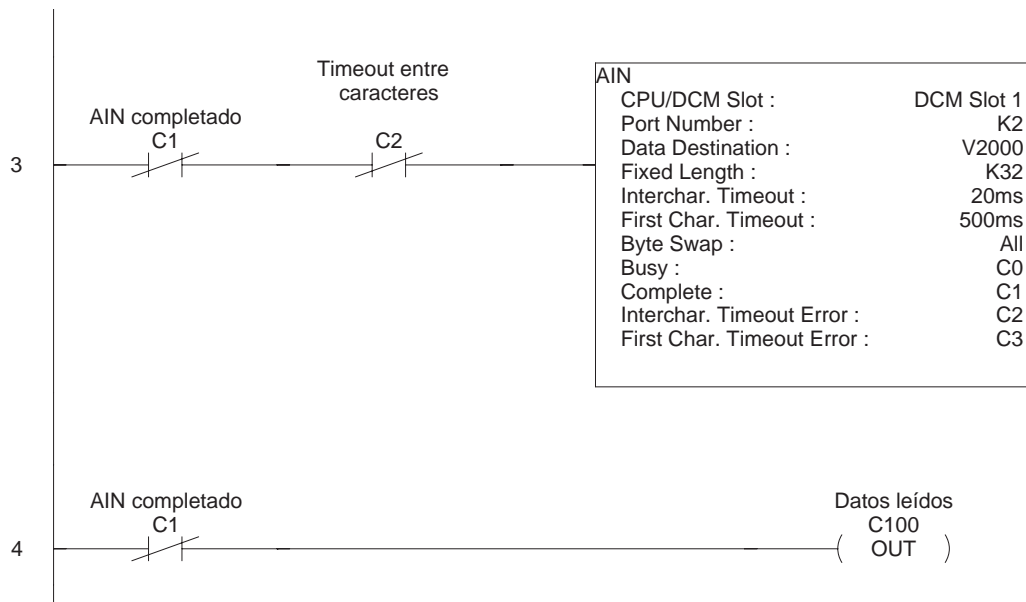 Timeout entre
caracteres
AIN completado
C1
C2
3
AIN
CPU/DCM Slot : DCM Slot 1
Port Number : K2
Data Destination : V2000
Fixed Length : K32
Interchar. Timeout : 20ms
First Char. Timeout : 500ms
Byte Swap : All
Busy : C0
Complete : C1
Interchar. Timeout Error : C2
First Char. Timeout Error : C3
AIN completado
C1
4
Datos leídos
C100
OUT